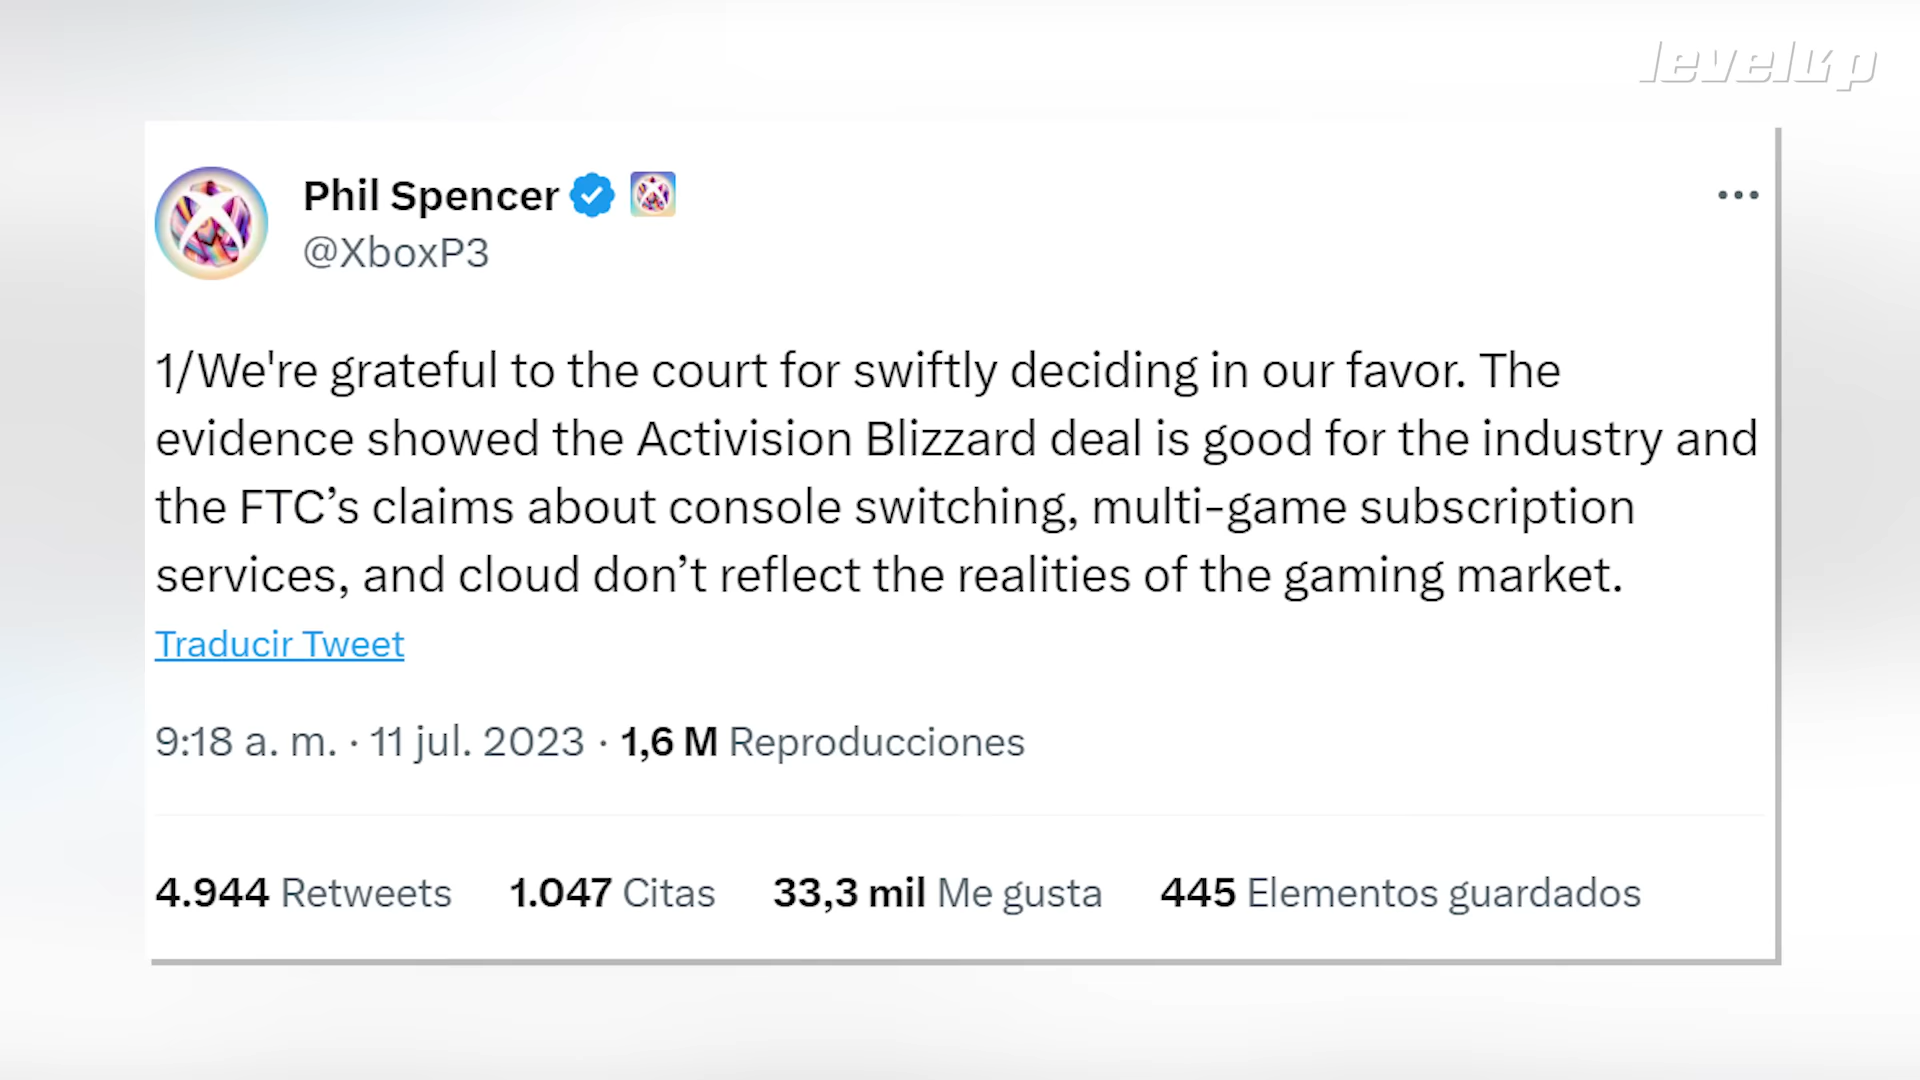 levelup
Phil Spencer
@XboxP3
1/We're grateful to the court for swiftly deciding in our favor. The
evidence showed the Activision Blizzard deal is good for the industry and
the FTC’s claims about console switching, multi-game subscription
services, and cloud don’t reflect the realities of the gaming market.
Traducir Tweet
9:18 a. m. · 11 jul. 2023 · 1,6 M Reproducciones
4.944 Retweets 1.047 Citas 33,3 mil Me gusta 445 Elementos guardados